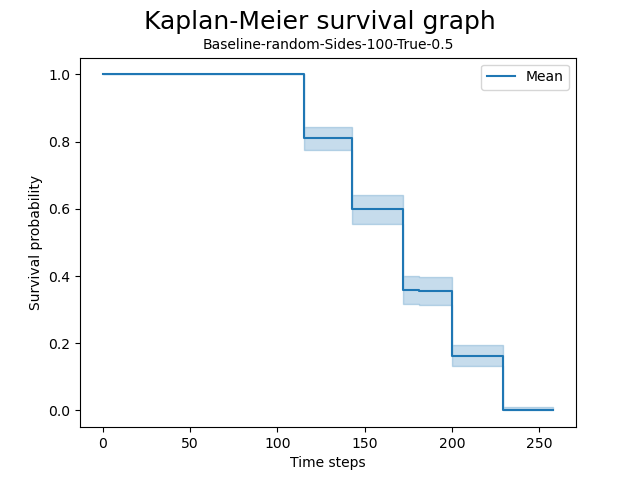 Kaplan-Meier survival graph
Baseline-random-Sides-100-True-0.5
Mean
Survival probability
1.0
0.8
0.6
0.4
0.2
0.0
0 50 100 150 200 250
Time steps